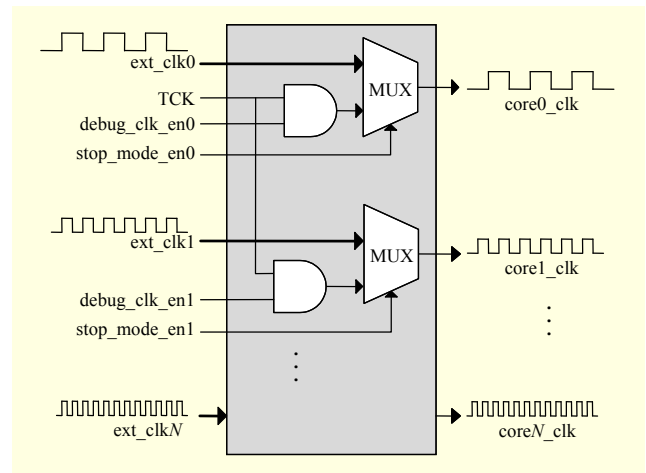 ext_clk0
TCK
debug_clk_en0
stop_mode_en0
MUX
core0_clk
ext_clk1
debug_clk_en1
stop_mode_en1
MUX
core1_clk
ext_clkN
coreN_clk